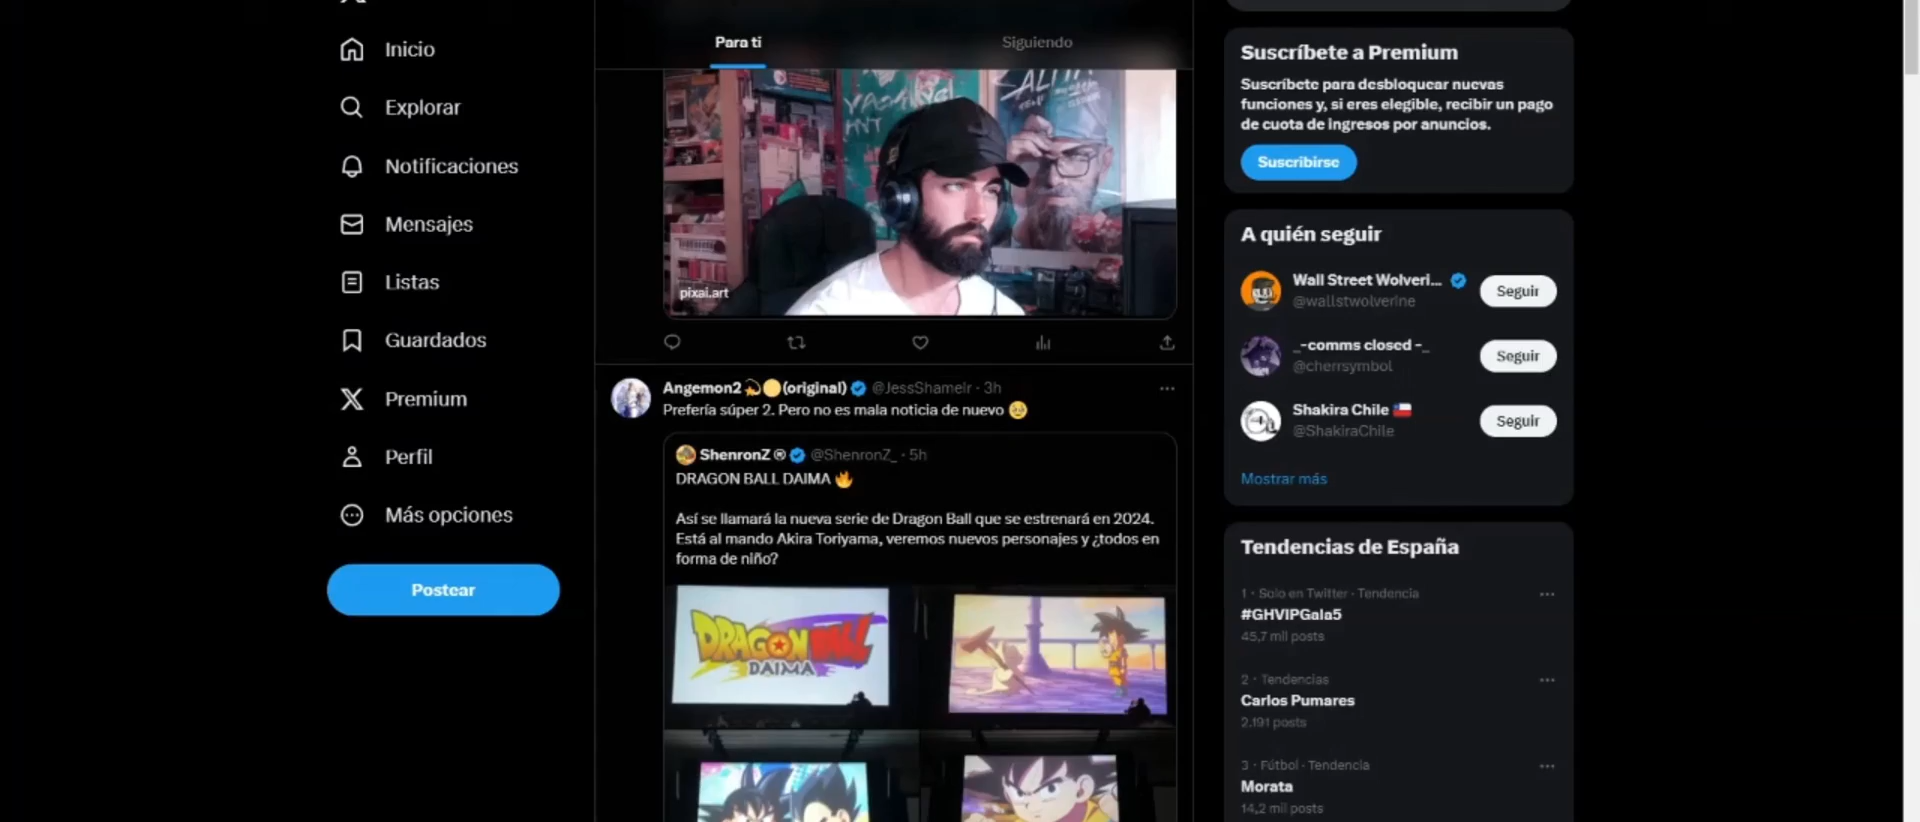 Inicio
Explorar
Notificaciones
Mensajes
Listas
Guardados
Premium
Perfil
Más opciones
Postear
Para ti
Siguiendo
pixai.art
Angemon2 💫🟡(original) @JessShamelr · 3h
Prefería súper 2. Pero no es mala noticia de nuevo 🥹
ShenronZ ® @ShenronZ_ · 5h
DRAGON BALL DAIMA 🔥
Así se llamará la nueva serie de Dragon Ball que se estrenará en 2024.
Está al mando Akira Toriyama, veremos nuevos personajes y ¿todos en
forma de niño?
DRAGON BALL
DAIMA
Suscríbete a Premium
Suscríbete para desbloquear nuevas
funciones y, si eres elegible, recibir un pago
de cuota de ingresos por anuncios.
Suscribirse
A quién seguir
Wall Street Wolveri...
@wallstwolverine
Seguir
_-comms closed -_
@cherrsymbol
Seguir
Shakira Chile 🇨🇱
@ShakiraChile
Seguir
Mostrar más
Tendencias de España
1 · Solo en Twitter · Tendencia
#GHVIPGala5
45,7 mil posts
2 · Tendencias
Carlos Pumares
2.191 posts
3 · Fútbol · Tendencia
Morata
14,2 mil posts